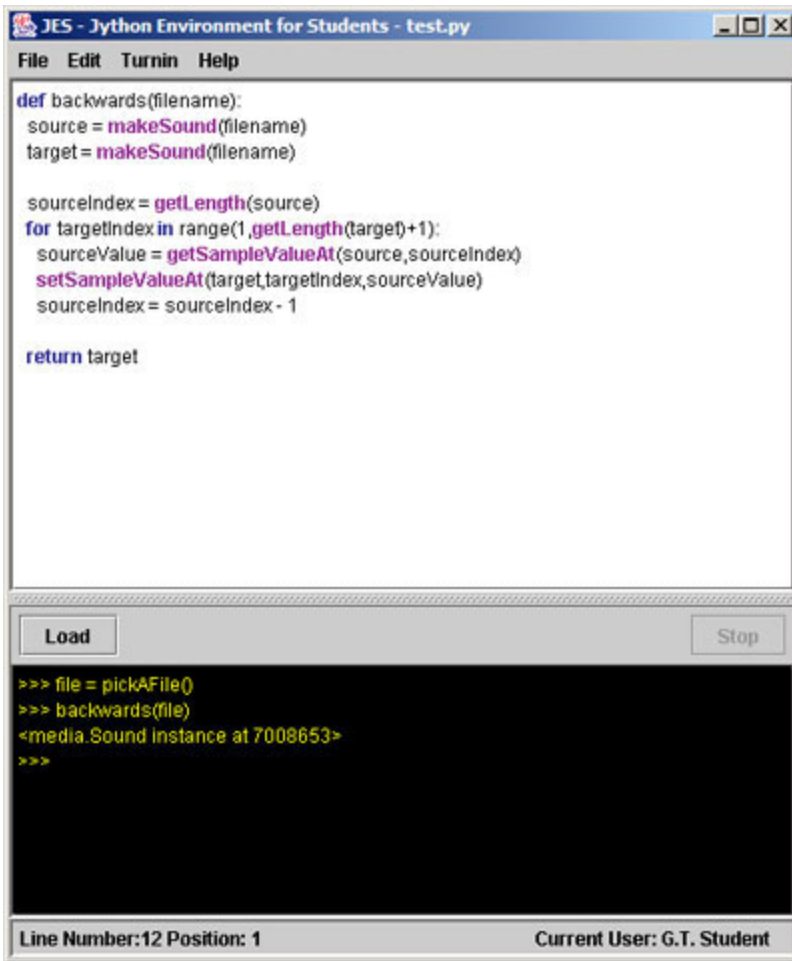 JES - Jython Environment for Students - test.py
File Edit Turnin Help
def backwards(filename):
  source = makeSound(filename)
  target = makeSound(filename)

  sourceIndex = getLength(source)
  for targetIndex in range(1,getLength(target)+1):
    sourceValue = getSampleValueAt(source,sourceIndex)
    setSampleValueAt(target,targetIndex,sourceValue)
    sourceIndex = sourceIndex - 1

  return target
Load Stop
>>> file = pickAFile()
>>> backwards(file)
<media.Sound instance at 7008653>
>>>
Line Number:12 Position: 1 Current User: G.T. Student